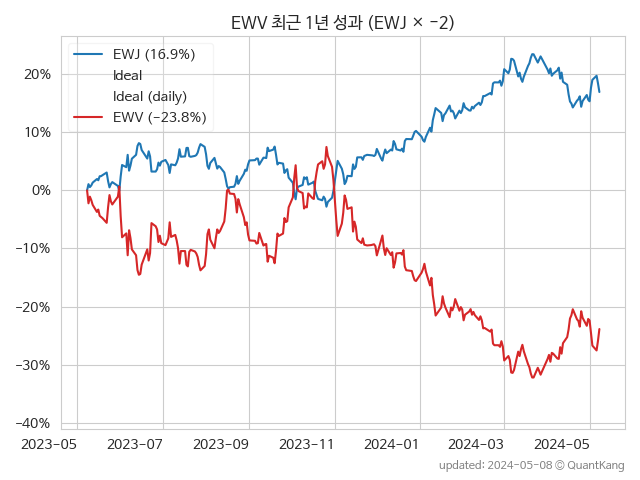 EWV 최근 1년 성과 (EWJ × −2)
EWJ (16.9%)
Ideal
Ideal (daily)
EWV (−23.8%)
20%
10%
0%
−10%
−20%
−30%
−40%
2023-05 2023-07 2023-09 2023-11 2024-01 2024-03 2024-05
updated: 2024-05-08 © QuantKang